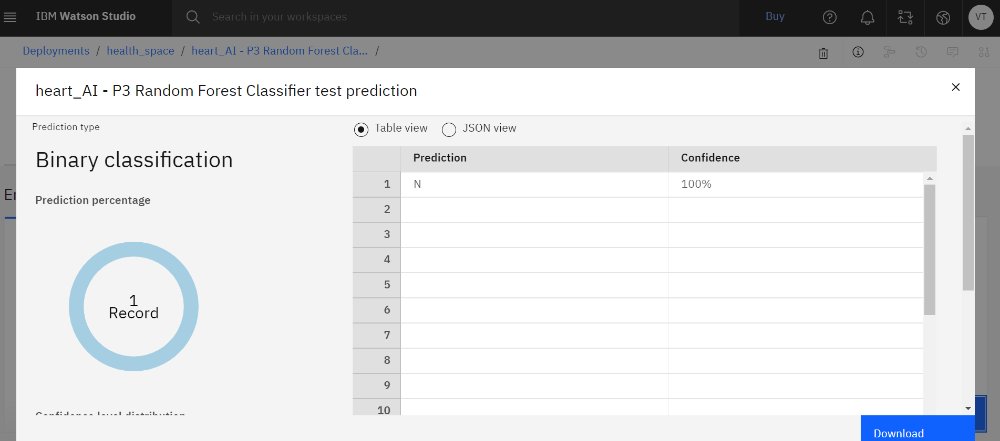 IBM Watson Studio
Search in your workspaces
Buy
VT
Deployments / health_space / heart_AI - P3 Random Forest Cla... /
heart_AI - P3 Random Forest Classifier test prediction
Prediction type
Binary classification
Prediction percentage
1
Record
Confidence level distribution
Table view
JSON view
Prediction Confidence
1 N 100%
2
3
4
5
6
7
8
9
10
Download